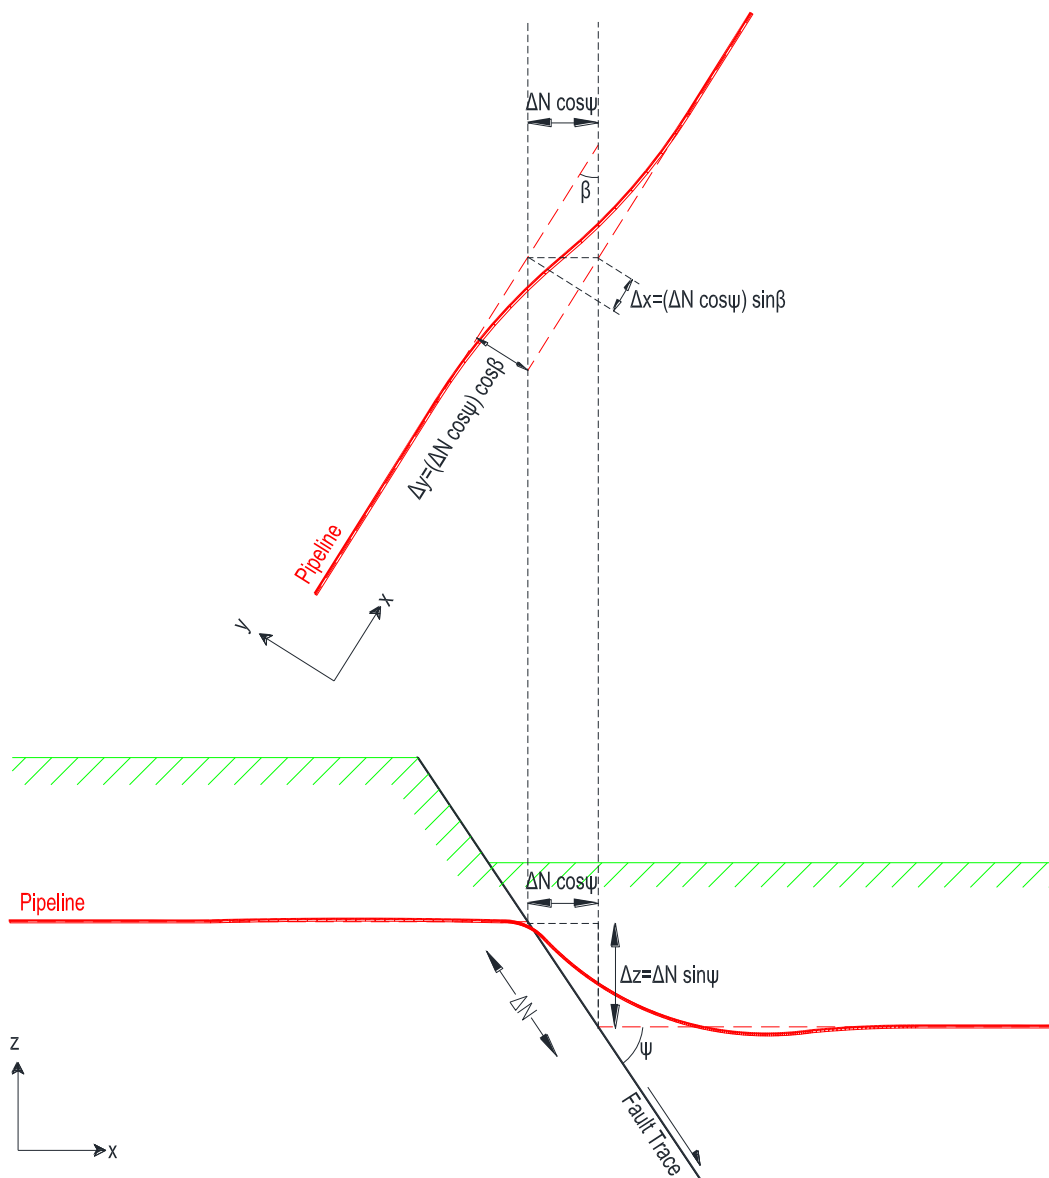 ΔN cosψ
β
Δx=(ΔN cosψ) sinβ
Δy=(ΔN cosψ) cosβ
Pipeline
x
y
ΔN cosψ
Pipeline
Δz=ΔN sinψ
ΔN
ψ
z
x
Fault Trace